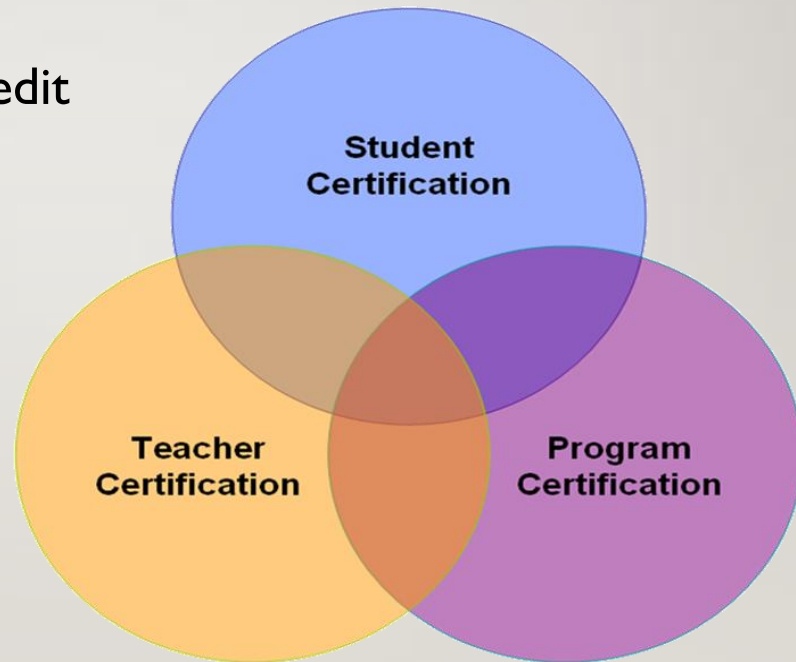 edit
Student
Certification
Teacher
Certification
Program
Certification